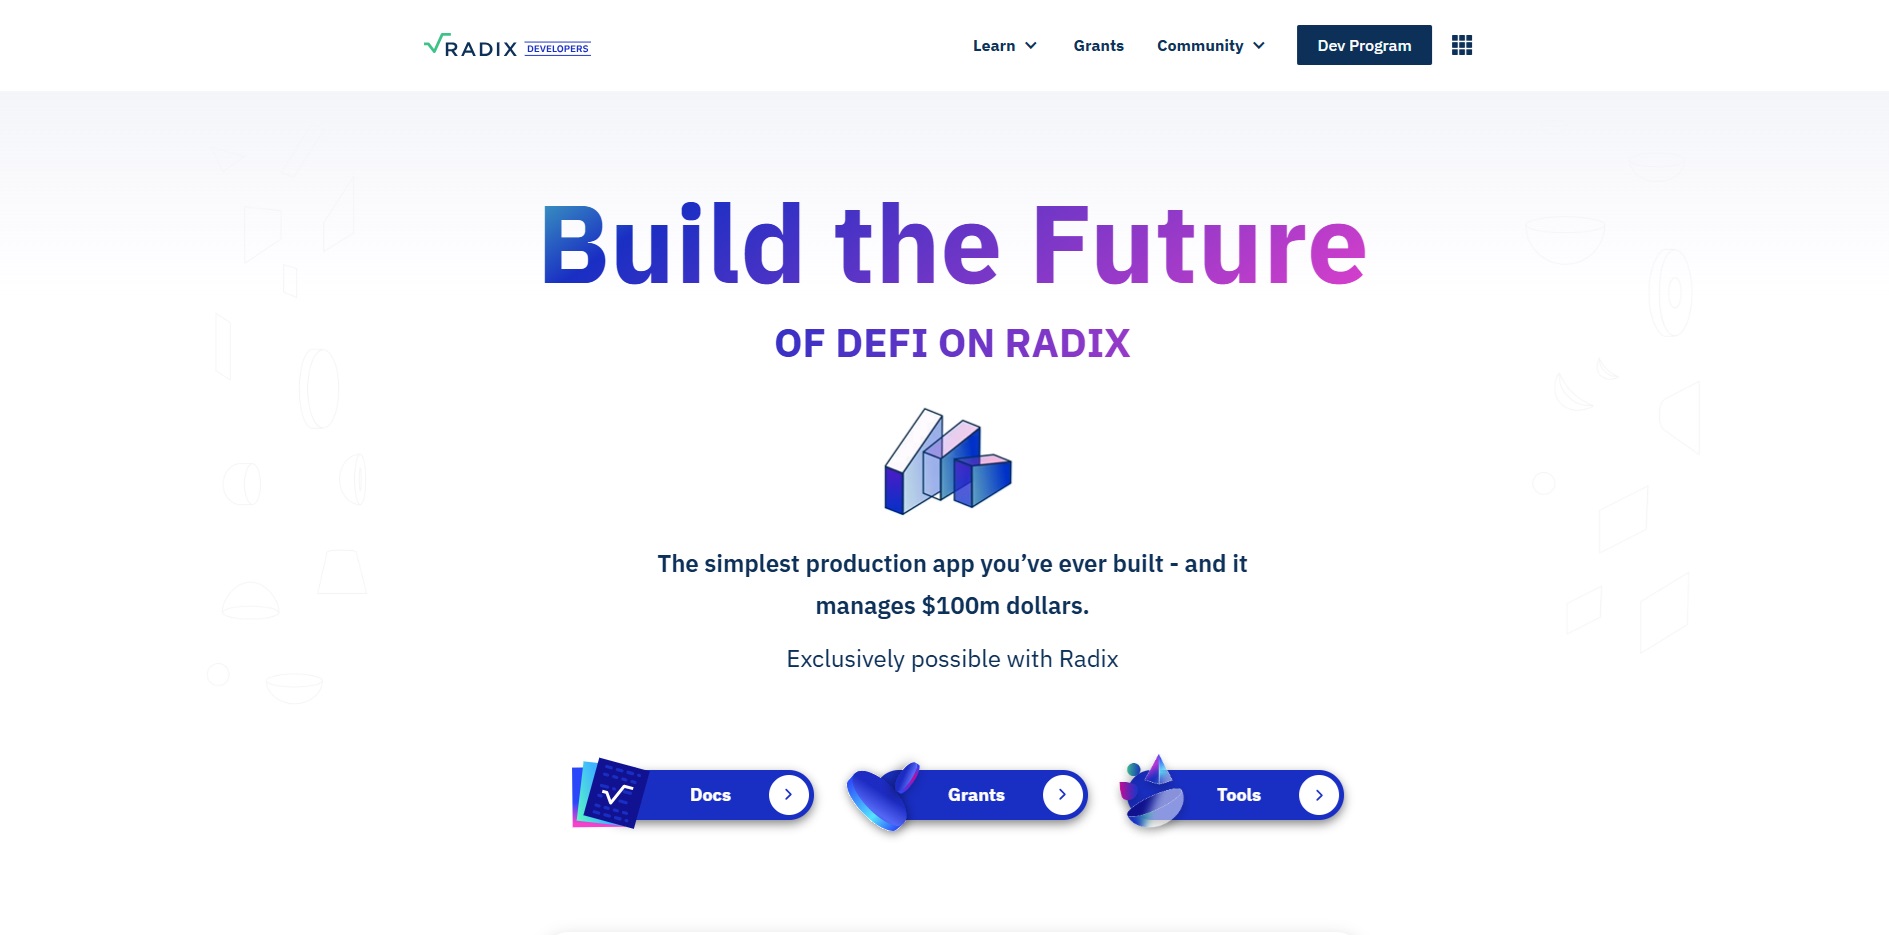 RADIX DEVELOPERS
Learn
Grants
Community
Dev Program
Build the Future
OF DEFI ON RADIX
The simplest production app you’ve ever built - and it
manages $100m dollars.
Exclusively possible with Radix
Docs
Grants
Tools